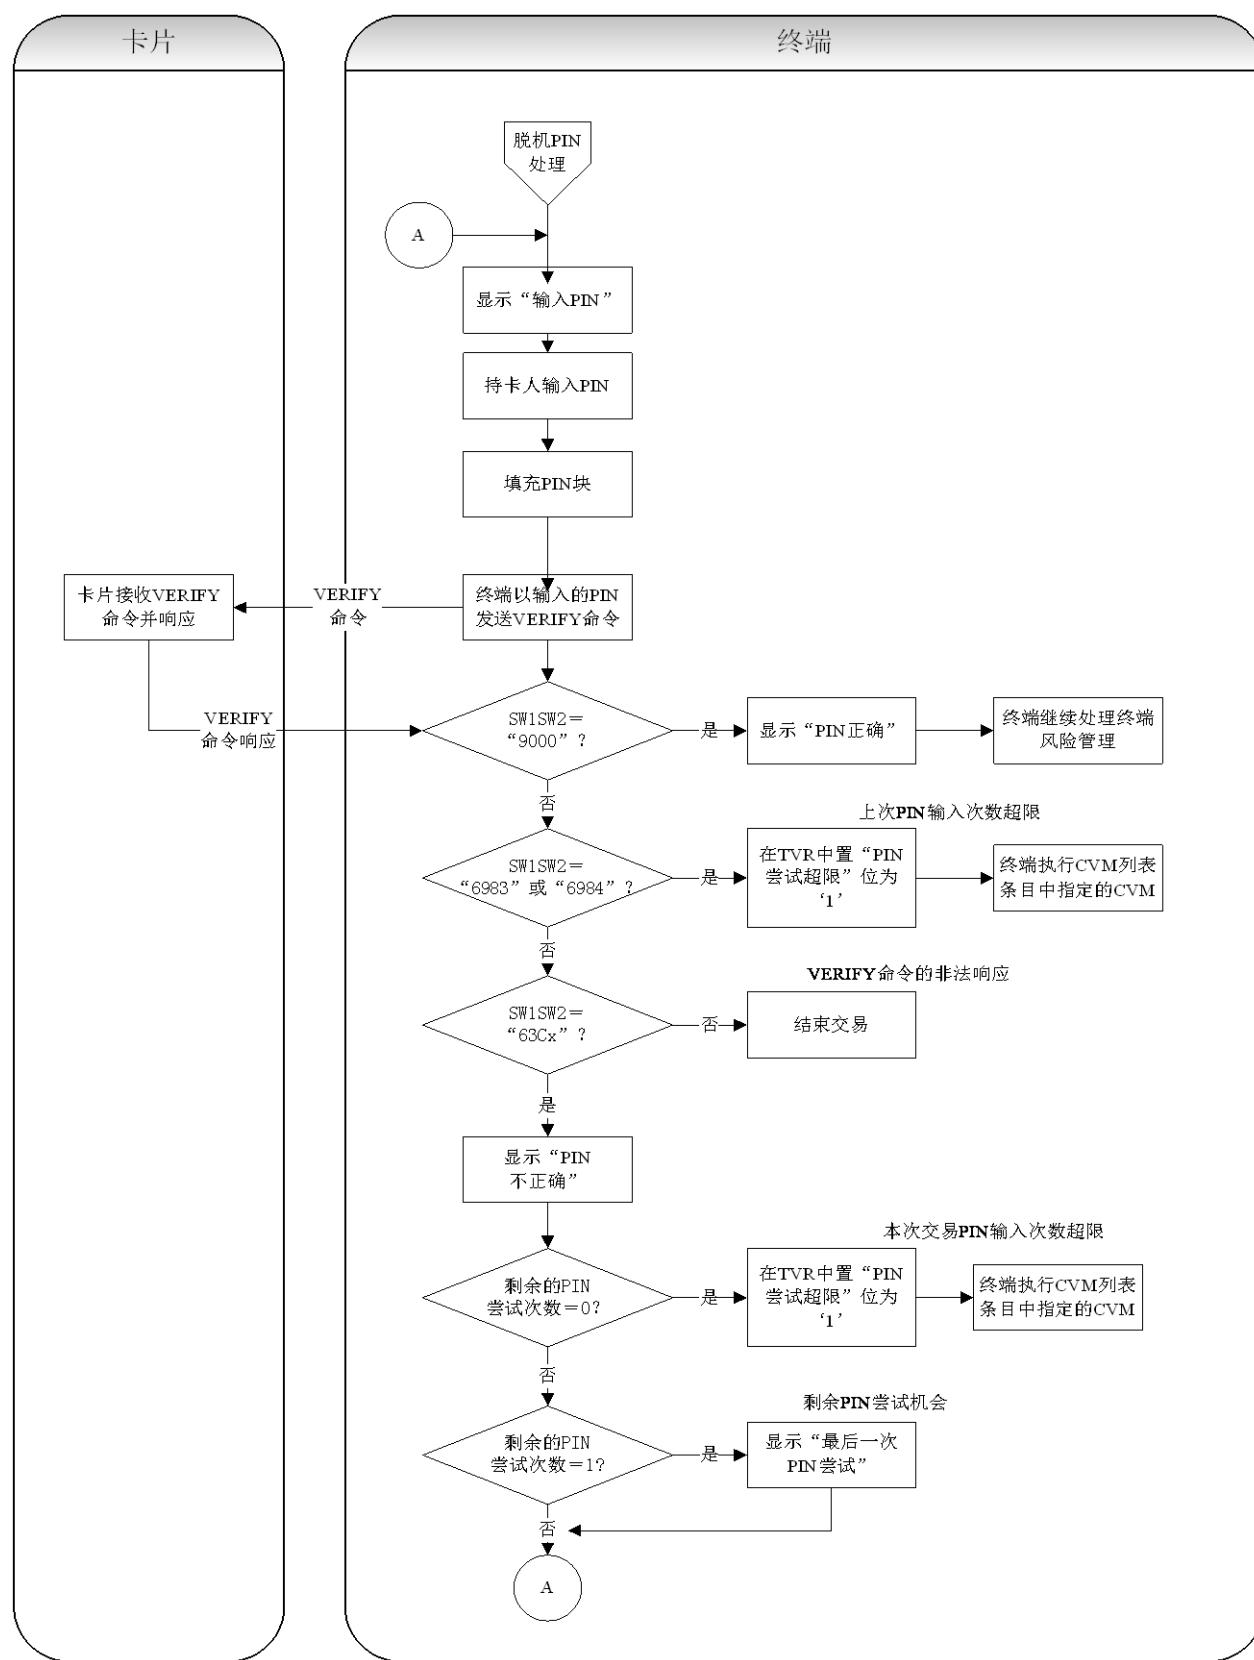 卡片
终端
脱机PIN
处理
A
显示“输入PIN”
持卡人输入PIN
填充PIN块
卡片接收VERIFY
命令并响应
VERIFY
命令
终端以输入的PIN
发送VERIFY命令
VERIFY
命令响应
SW1SW2＝
“9000”？
是
显示“PIN正确”
终端继续处理终端
风险管理
否
上次PIN输入次数超限
SW1SW2＝
“6983”或“6984”？
是
在TVR中置“PIN
尝试超限”位为
‘1’
终端执行CVM列表
条目中指定的CVM
否
VERIFY命令的非法响应
SW1SW2＝
“63Cx”？
否
结束交易
是
显示“PIN
不正确”
本次交易PIN输入次数超限
剩余的PIN
尝试次数＝0?
是
在TVR中置“PIN
尝试超限”位为
‘1’
终端执行CVM列表
条目中指定的CVM
否
剩余PIN尝试机会
剩余的PIN
尝试次数＝1?
是
显示“最后一次
PIN尝试”
否
A